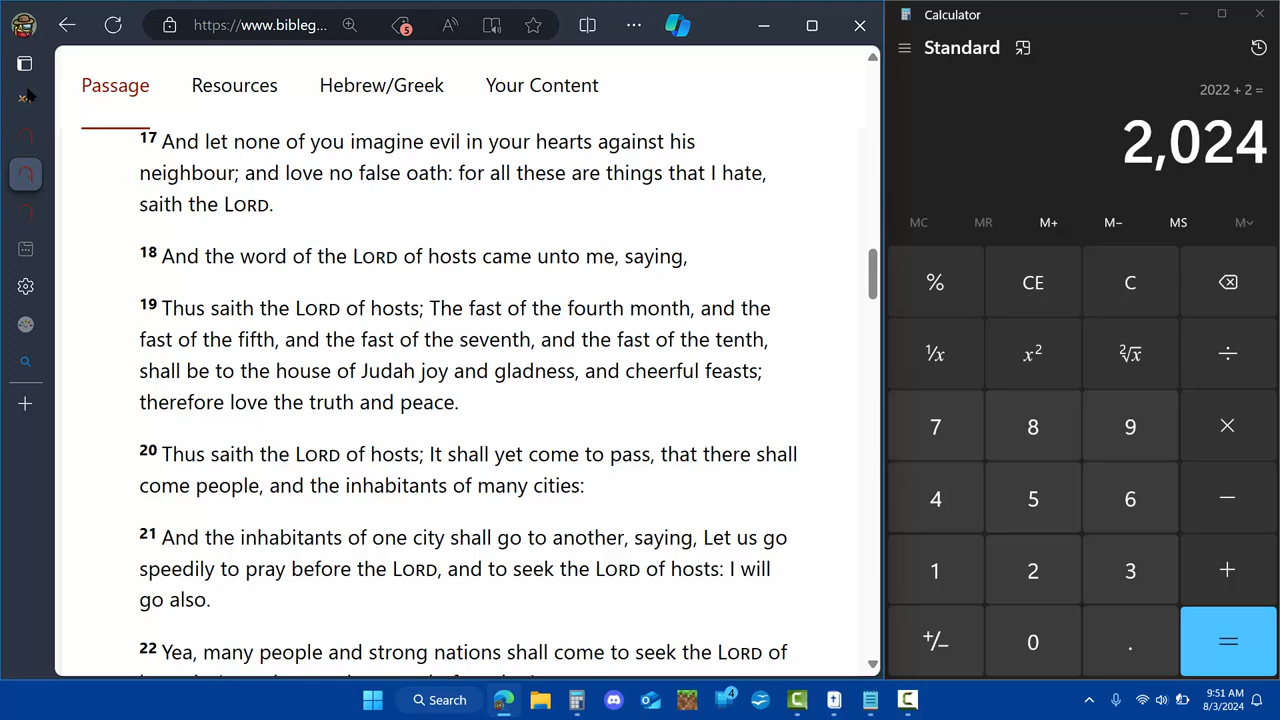 https://www.bibleg...
5
Passage Resources Hebrew/Greek Your Content
17 And let none of you imagine evil in your hearts against his
neighbour; and love no false oath: for all these are things that I hate,
saith the LORD.
18 And the word of the LORD of hosts came unto me, saying,
19 Thus saith the LORD of hosts; The fast of the fourth month, and the
fast of the fifth, and the fast of the seventh, and the fast of the tenth,
shall be to the house of Judah joy and gladness, and cheerful feasts;
therefore love the truth and peace.
20 Thus saith the LORD of hosts; It shall yet come to pass, that there shall
come people, and the inhabitants of many cities:
21 And the inhabitants of one city shall go to another, saying, Let us go
speedily to pray before the LORD, and to seek the LORD of hosts: I will
go also.
22 Yea, many people and strong nations shall come to seek the LORD of
Calculator
Standard
2022 + 2 =
2,024
MC MR M+ M− MS M˅
% CE C
¹/x x² ²√x ÷
7 8 9 ×
4 5 6 −
1 2 3 +
+/− 0 . =
Search
4
9:51 AM
8/3/2024